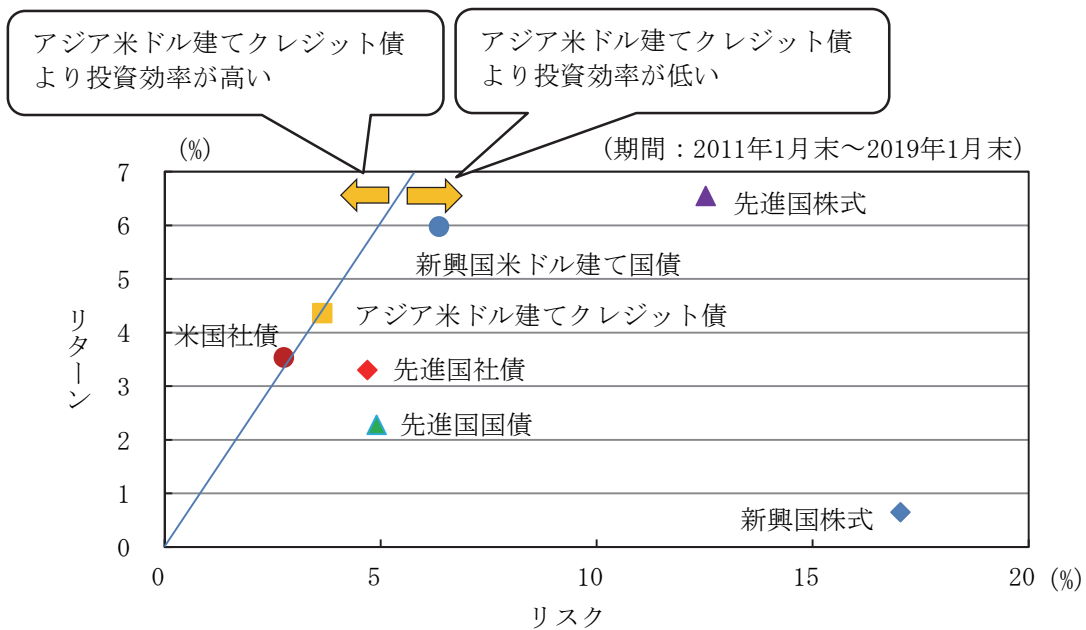 アジア米ドル建てクレジット債
より投資効率が高い
アジア米ドル建てクレジット債
より投資効率が低い
(%)
(期間：2011年1月末～2019年1月末)
7
6
5
4
3
2
1
0
リターン
先進国株式
新興国米ドル建て国債
アジア米ドル建てクレジット債
米国社債
先進国社債
先進国国債
新興国株式
0
5
10
15
20
(%)
リスク